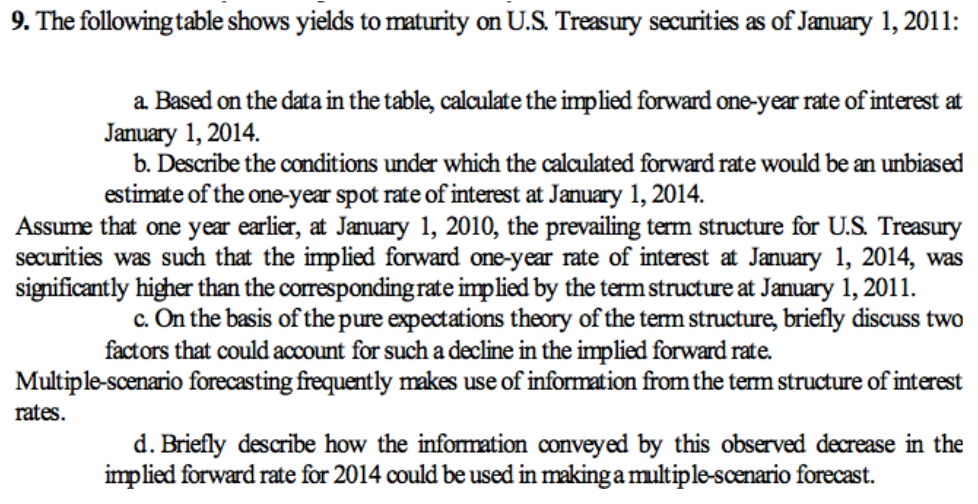 9. The following table shows yields to maturity on U.S. Treasury securities as of January 1, 2011:
a. Based on the data in the table, calculate the implied forward one-year rate of interest at
January 1, 2014.
b. Describe the conditions under which the calculated forward rate would be an unbiased
estimate of the one-year spot rate of interest at January 1, 2014.
Assume that one year earlier, at January 1, 2010, the prevailing term structure for U.S. Treasury
securities was such that the implied forward one-year rate of interest at January 1, 2014, was
significantly higher than the corresponding rate implied by the term structure at January 1, 2011.
c. On the basis of the pure expectations theory of the term structure, briefly discuss two
factors that could account for such a decline in the implied forward rate.
Multiple-scenario forecasting frequently makes use of information from the term structure of interest
rates.
d. Briefly describe how the information conveyed by this observed decrease in the
implied forward rate for 2014 could be used in making a multiple-scenario forecast.